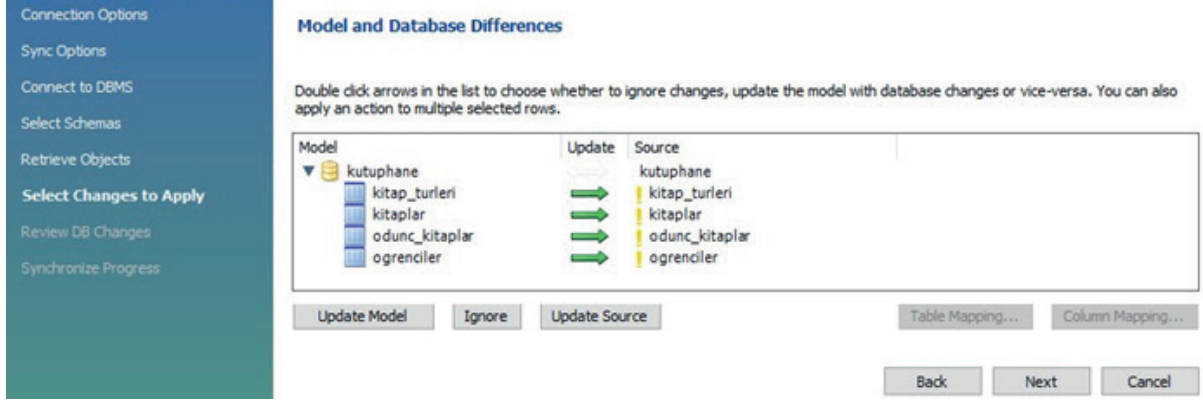 Connection Options
Sync Options
Connect to DBMS
Select Schemas
Retrieve Objects
Select Changes to Apply
Review DB Changes
Synchronize Progress
Model and Database Differences
Double click arrows in the list to choose whether to ignore changes, update the model with database changes or vice-versa. You can also
apply an action to multiple selected rows.
Model Update Source
kutuphane kutuphane
kitap_turleri kitap_turleri
kitaplar kitaplar
odunc_kitaplar odunc_kitaplar
ogrenciler ogrenciler
Update Model Ignore Update Source Table Mapping... Column Mapping...
Back Next Cancel